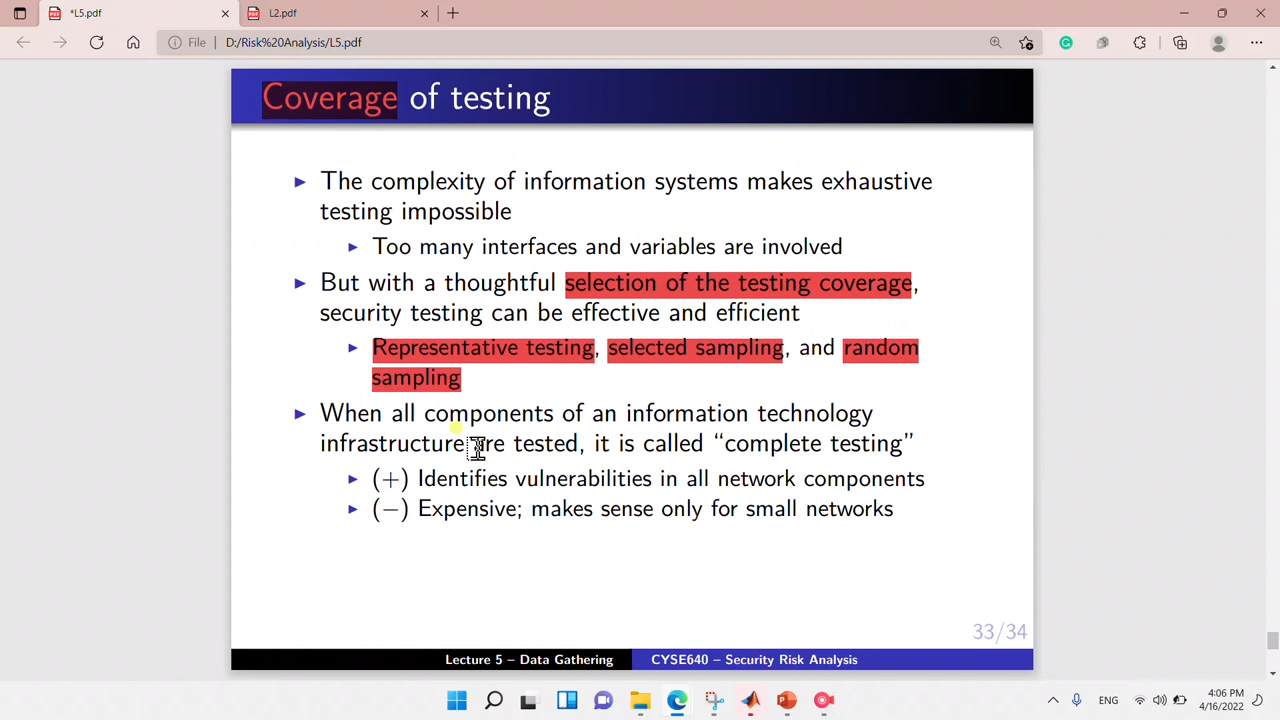 *L5.pdf
L2.pdf
File D:/Risk%20Analysis/L5.pdf
Coverage of testing
The complexity of information systems makes exhaustive
testing impossible
Too many interfaces and variables are involved
But with a thoughtful selection of the testing coverage,
security testing can be effective and efficient
Representative testing, selected sampling, and random
sampling
When all components of an information technology
infrastructure are tested, it is called “complete testing”
(+) Identifies vulnerabilities in all network components
(−) Expensive; makes sense only for small networks
33/34
Lecture 5 – Data Gathering CYSE640 – Security Risk Analysis
ENG
4:06 PM
4/16/2022